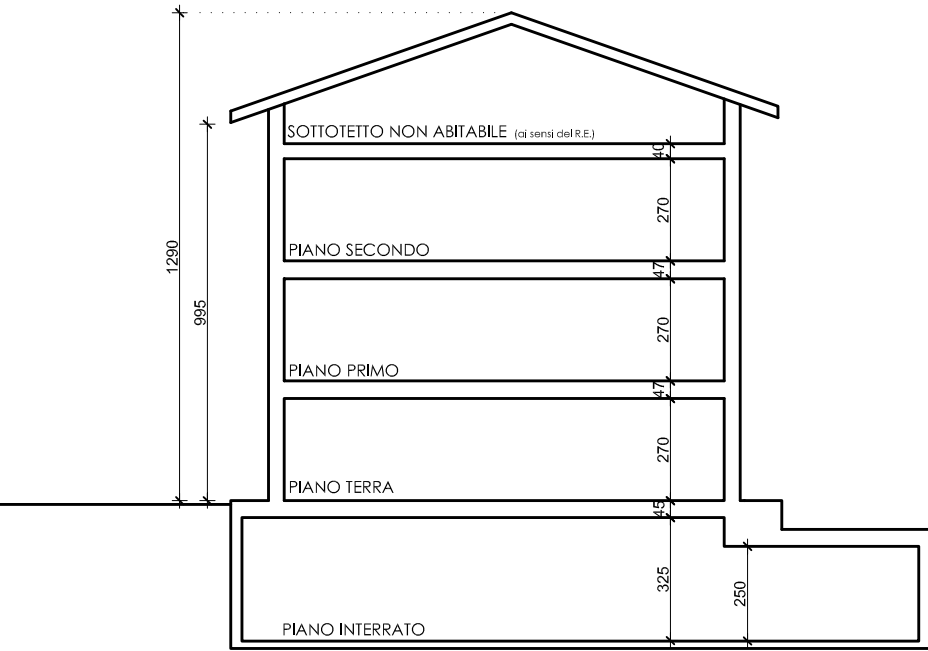 SOTTOTETTO NON ABITABILE (ai sensi del R.E.)
40
270
1290
PIANO SECONDO
47
995
270
PIANO PRIMO
47
270
PIANO TERRA
45
325
250
PIANO INTERRATO